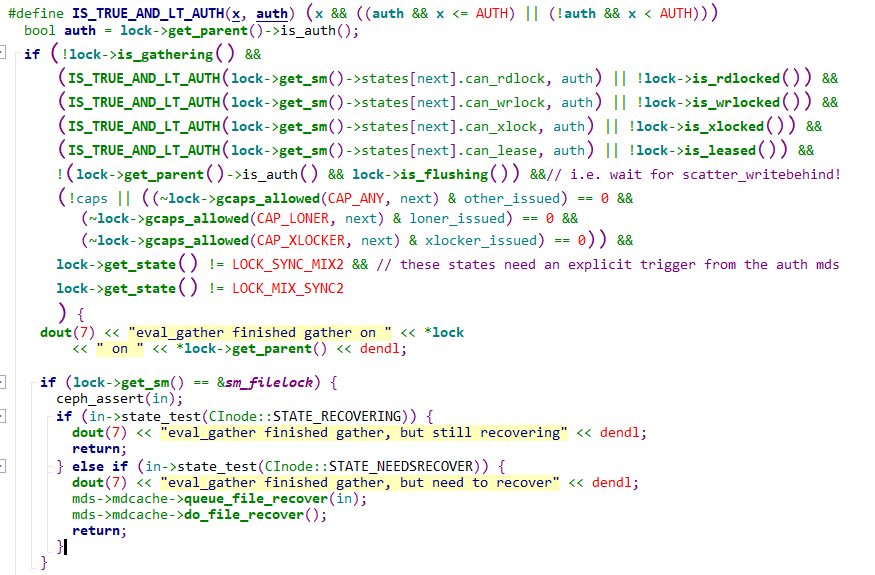 #define IS_TRUE_AND_LT_AUTH(x, auth) (x && ((auth && x <= AUTH) || (!auth && x < AUTH)))
bool auth = lock->get_parent()->is_auth();
if (!lock->is_gathering() &&
(IS_TRUE_AND_LT_AUTH(lock->get_sm()->states[next].can_rdlock, auth) || !lock->is_rdlocked()) &&
(IS_TRUE_AND_LT_AUTH(lock->get_sm()->states[next].can_wrlock, auth) || !lock->is_wrlocked()) &&
(IS_TRUE_AND_LT_AUTH(lock->get_sm()->states[next].can_xlock, auth) || !lock->is_xlocked()) &&
(IS_TRUE_AND_LT_AUTH(lock->get_sm()->states[next].can_lease, auth) || !lock->is_leased()) &&
!(lock->get_parent()->is_auth() && lock->is_flushing()) &&// i.e. wait for scatter_writebehind!
(!caps || ((~lock->gcaps_allowed(CAP_ANY, next) & other_issued) == 0 &&
(~lock->gcaps_allowed(CAP_LONER, next) & loner_issued) == 0 &&
(~lock->gcaps_allowed(CAP_XLOCKER, next) & xlocker_issued) == 0)) &&
lock->get_state() != LOCK_SYNC_MIX2 && // these states need an explicit trigger from the auth mds
lock->get_state() != LOCK_MIX_SYNC2
) {
dout(7) << "eval_gather finished gather on " << *lock
<< " on " << *lock->get_parent() << dendl;
if (lock->get_sm() == &sm_filelock) {
ceph_assert(in);
if (in->state_test(CInode::STATE_RECOVERING)) {
dout(7) << "eval_gather finished gather, but still recovering" << dendl;
return;
} else if (in->state_test(CInode::STATE_NEEDSRECOVER)) {
dout(7) << "eval_gather finished gather, but need to recover" << dendl;
mds->mdcache->queue_file_recover(in);
mds->mdcache->do_file_recover();
return;
}
}